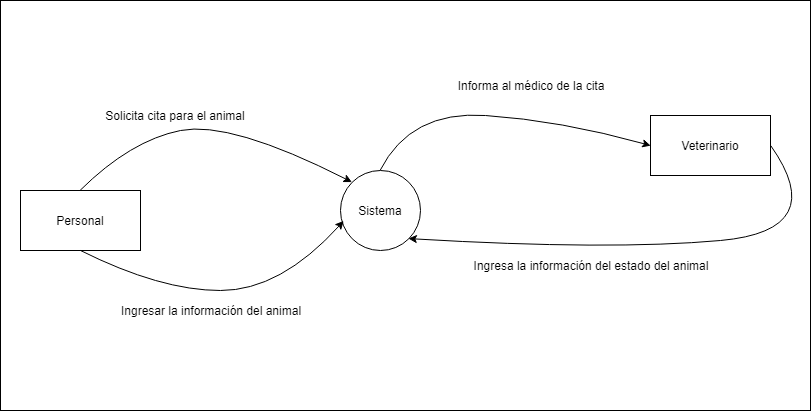 Informa al médico de la cita
Solicita cita para el animal
Veterinario
Personal
Sistema
Ingresa la información del estado del animal
Ingresar la información del animal